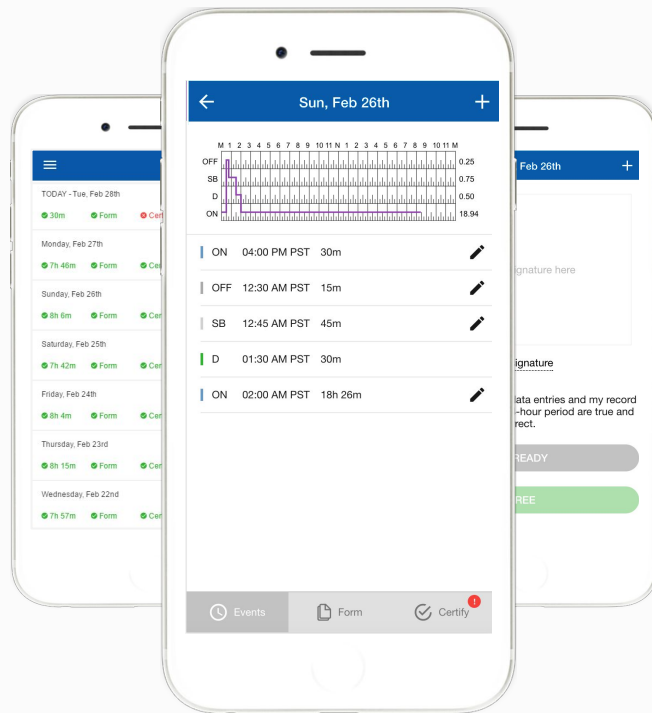 TODAY - Tue, Feb 28th
30m Form
Monday, Feb 27th
7h 46m Form
Sunday, Feb 26th
8h 6m Form
Saturday, Feb 25th
7h 42m Form
Friday, Feb 24th
8h 4m Form
Thursday, Feb 23rd
8h 15m Form
Wednesday, Feb 22nd
7h 57m Form
Sun, Feb 26th
M 1 2 3 4 5 6 7 8 9 10 11 N 1 2 3 4 5 6 7 8 9 10 11 M
OFF 0.25
SB 0.75
D 0.50
ON 18.94
ON 04:00 PM PST 30m
OFF 12:30 AM PST 15m
SB 12:45 AM PST 45m
D 01:30 AM PST 30m
ON 02:00 AM PST 18h 26m
Events Form Certify !
Feb 26th
here
data entries and my record
-hour period are true and